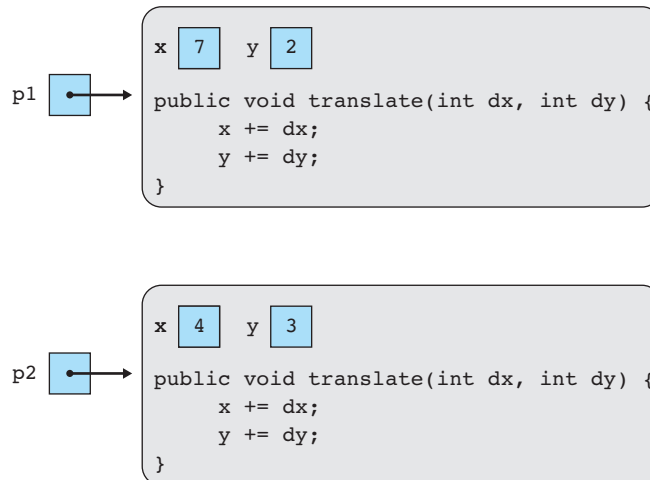 x 7 y 2
p1
public void translate(int dx, int dy) {
x += dx;
y += dy;
}
x 4 y 3
p2
public void translate(int dx, int dy) {
x += dx;
y += dy;
}